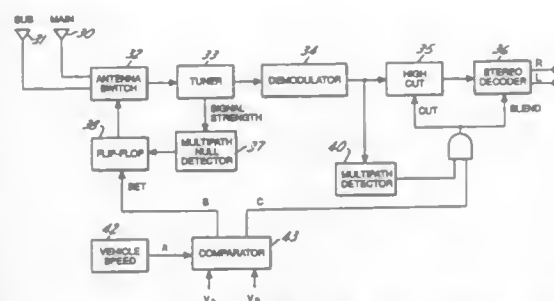 SUB MAIN
31 30
32 33 34 35 36
ANTENNA SWITCH
TUNER
DEMODULATOR
HIGH CUT
STEREO DECODER
R
L
SIGNAL STRENGTH
CUT
BLEND
38
FLIP-FLOP
MULTIPATH NULL DETECTOR
37
40
MULTIPATH DETECTOR
SET
B C
42
VEHICLE SPEED
A
COMPARATOR
43